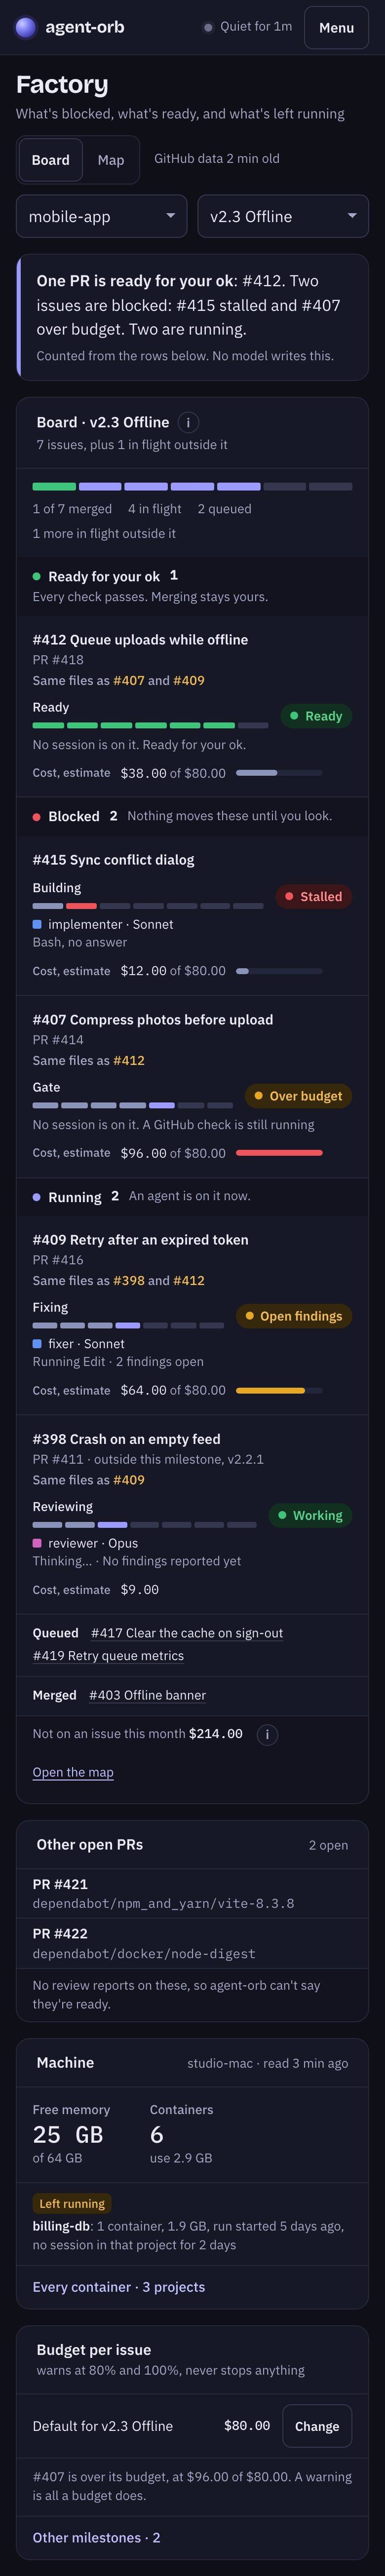 agent-orb
Quiet for 1m
Menu
Factory
What's blocked, what's ready, and what's left running
Board
Map
GitHub data 2 min old
mobile-app
v2.3 Offline
One PR is ready for your ok: #412. Two
issues are blocked: #415 stalled and #407
over budget. Two are running.
Counted from the rows below. No model writes this.
Board · v2.3 Offline
i
7 issues, plus 1 in flight outside it
1 of 7 merged 4 in flight 2 queued
1 more in flight outside it
Ready for your ok 1
Every check passes. Merging stays yours.
#412 Queue uploads while offline
PR #418
Same files as #407 and #409
Ready
Ready
No session is on it. Ready for your ok.
Cost, estimate $38.00 of $80.00
Blocked 2 Nothing moves these until you look.
#415 Sync conflict dialog
Building
Stalled
implementer · Sonnet
Bash, no answer
Cost, estimate $12.00 of $80.00
#407 Compress photos before upload
PR #414
Same files as #412
Gate
Over budget
No session is on it. A GitHub check is still running
Cost, estimate $96.00 of $80.00
Running 2 An agent is on it now.
#409 Retry after an expired token
PR #416
Same files as #398 and #412
Fixing
Open findings
fixer · Sonnet
Running Edit · 2 findings open
Cost, estimate $64.00 of $80.00
#398 Crash on an empty feed
PR #411 · outside this milestone, v2.2.1
Same files as #409
Reviewing
Working
reviewer · Opus
Thinking... · No findings reported yet
Cost, estimate $9.00
Queued #417 Clear the cache on sign-out
#419 Retry queue metrics
Merged #403 Offline banner
Not on an issue this month $214.00
i
Open the map
Other open PRs
2 open
PR #421
dependabot/npm_and_yarn/vite-8.3.8
PR #422
dependabot/docker/node-digest
No review reports on these, so agent-orb can't say
they're ready.
Machine
studio-mac · read 3 min ago
Free memory
Containers
25 GB
6
of 64 GB
use 2.9 GB
Left running
billing-db: 1 container, 1.9 GB, run started 5 days ago,
no session in that project for 2 days
Every container · 3 projects
Budget per issue
warns at 80% and 100%, never stops anything
Default for v2.3 Offline
$80.00
Change
#407 is over its budget, at $96.00 of $80.00. A warning
is all a budget does.
Other milestones · 2